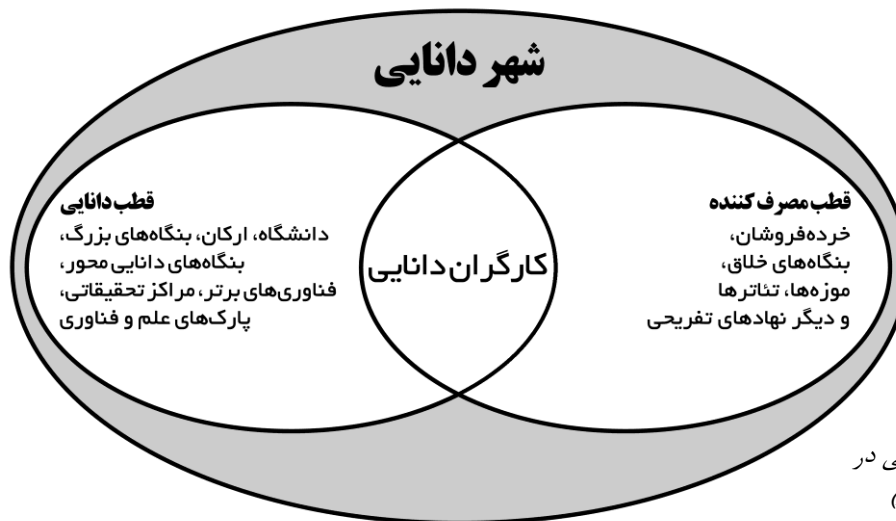 شهر دانایی
قطب مصرف کننده
خرده‌فروشان،
بنگاه‌های خلاق،
موزه‌ها، تئاترها
و دیگر نهادهای تفریحی
کارگران دانایی
قطب دانایی
دانشگاه، ارکان، بنگاه‌های بزرگ،
بنگاه‌های دانایی محور،
فناوری‌های برتر، مراکز تحقیقاتی،
پارک‌های علم و فناوری
در